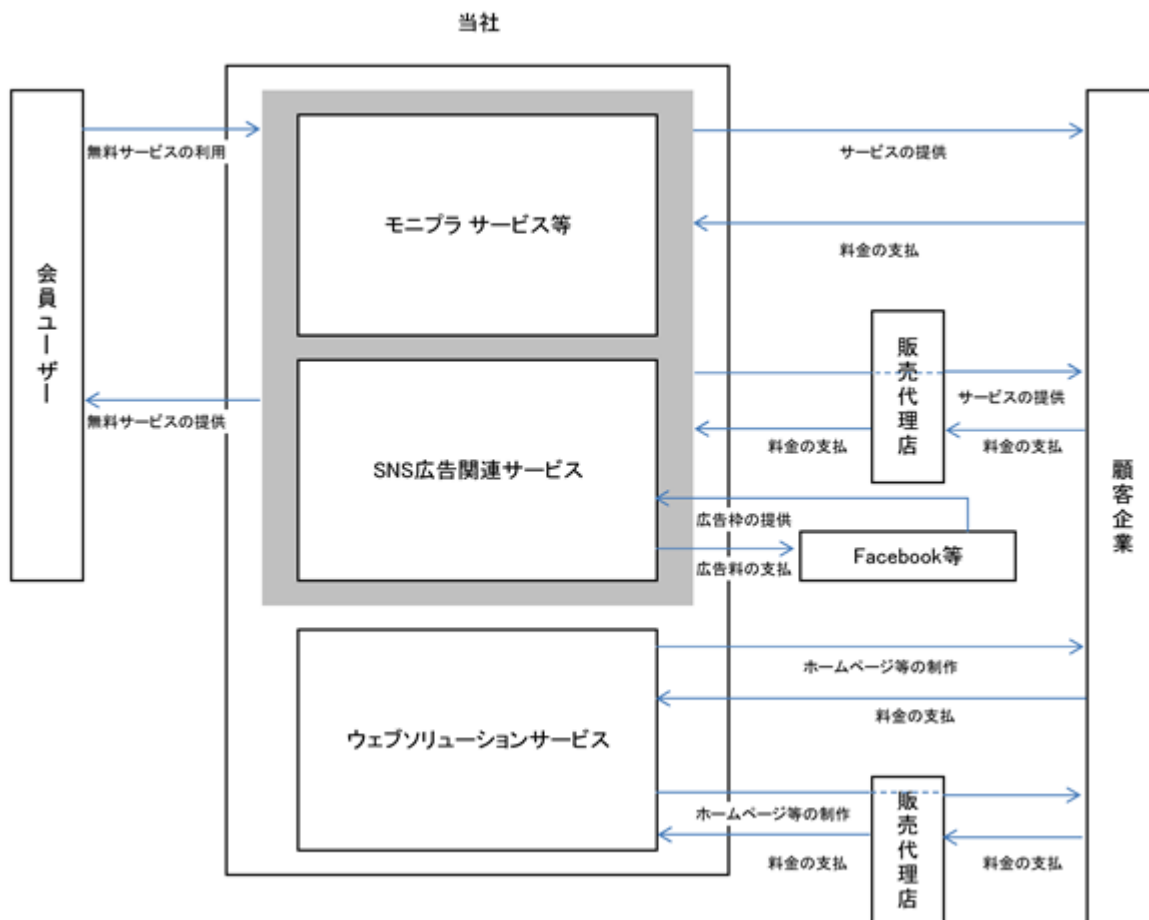 当社
無料サービスの利用
モニプラ サービス等
サービスの提供
料金の支払
会員ユーザー
販売代理店
サービスの提供
無料サービスの提供
料金の支払
料金の支払
SNS広告関連サービス
顧客企業
広告枠の提供
Facebook等
広告料の支払
ホームページ等の制作
料金の支払
ウェブソリューションサービス
販売代理店
ホームページ等の制作
料金の支払
料金の支払